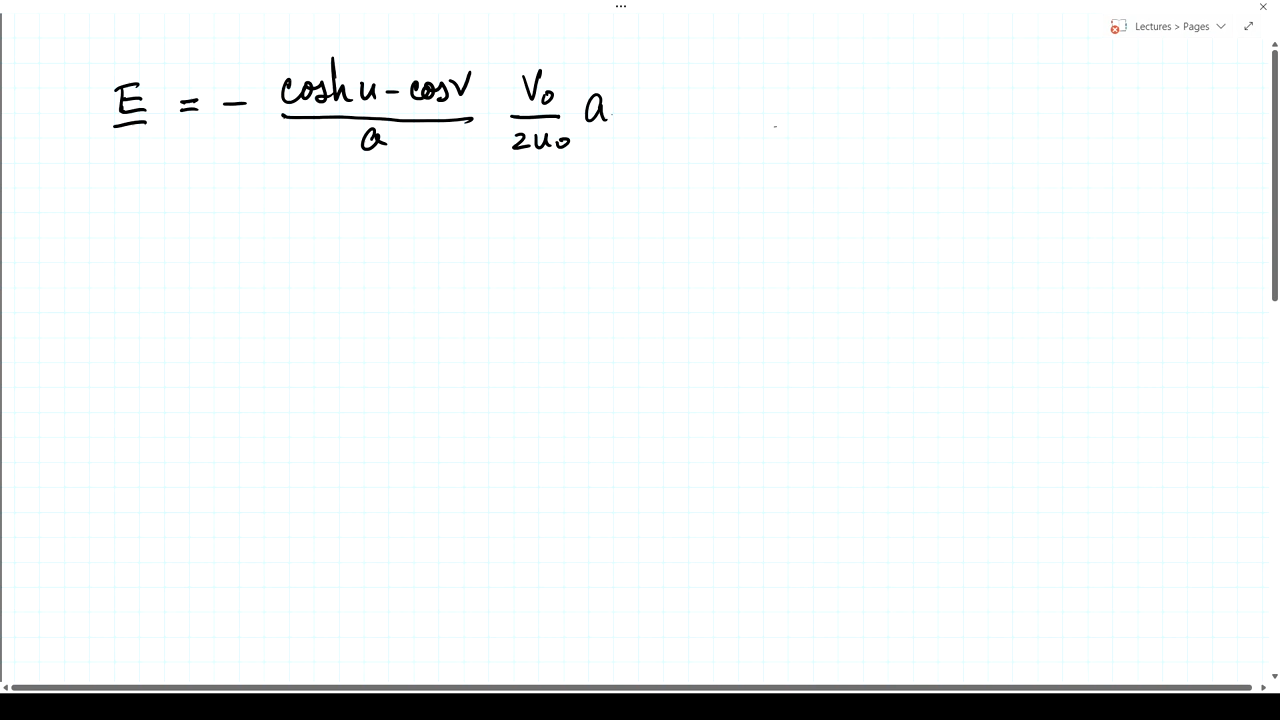 Lectures > Pages
E = - (cosh u - cos v)/a V₀/2u₀ a